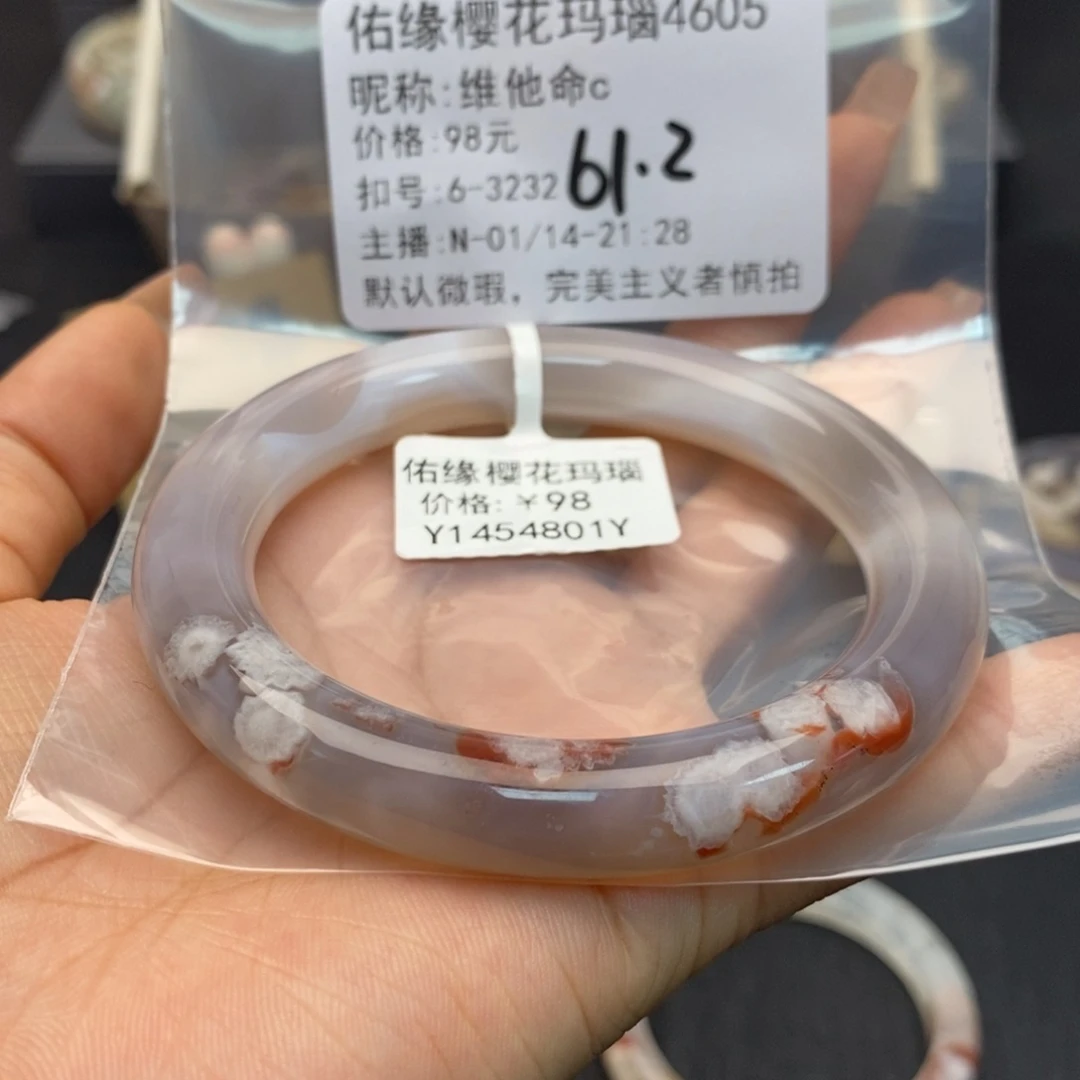 佑缘樱花玛瑙4605
昵称:维他命c
价格:98元
扣号:6-3232 61.2
主播:N-01/14-21:28
默认微瑕，完美主义者慎拍
佑缘樱花玛瑙
价格:￥98
Y1454801Y